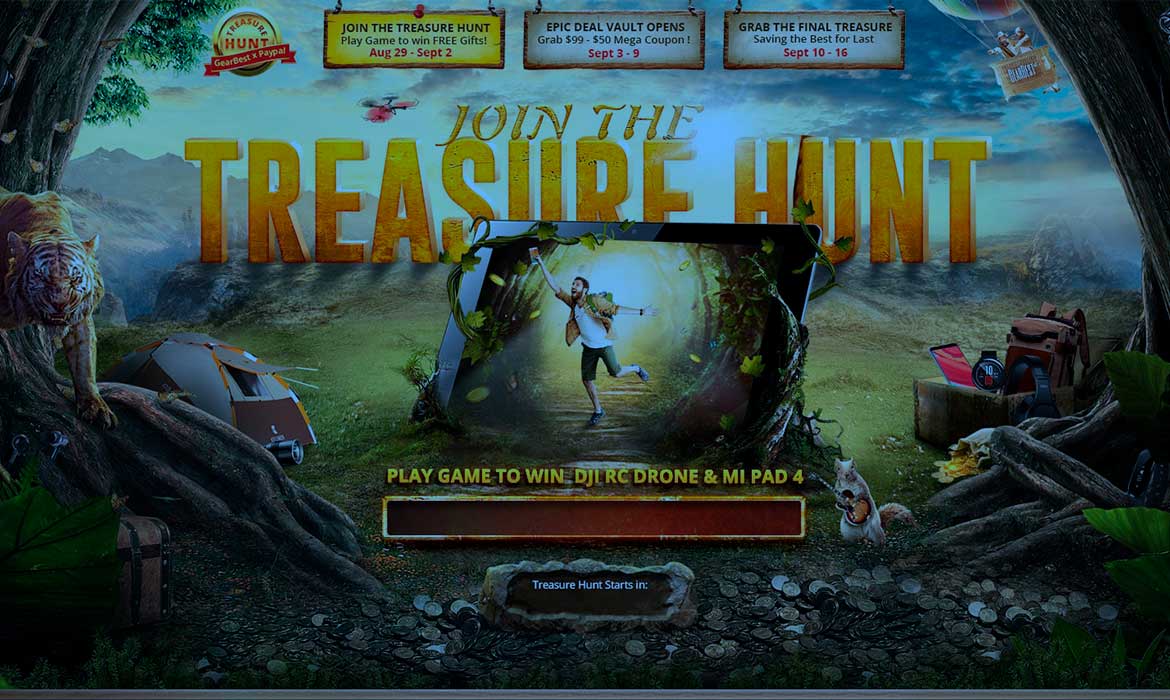 TREASURE
HUNT
GearBest x Paypal
JOIN THE TREASURE HUNT
Play Game to win FREE Gifts!
Aug 29 - Sept 2
EPIC DEAL VAULT OPENS
Grab $99 - $50 Mega Coupon !
Sept 3 - 9
GRAB THE FINAL TREASURE
Saving the Best for Last
Sept 10 - 16
GEARBEST
JOIN THE
TREASURE HUNT
PLAY GAME TO WIN DJI RC DRONE & MI PAD 4
Treasure Hunt Starts in: